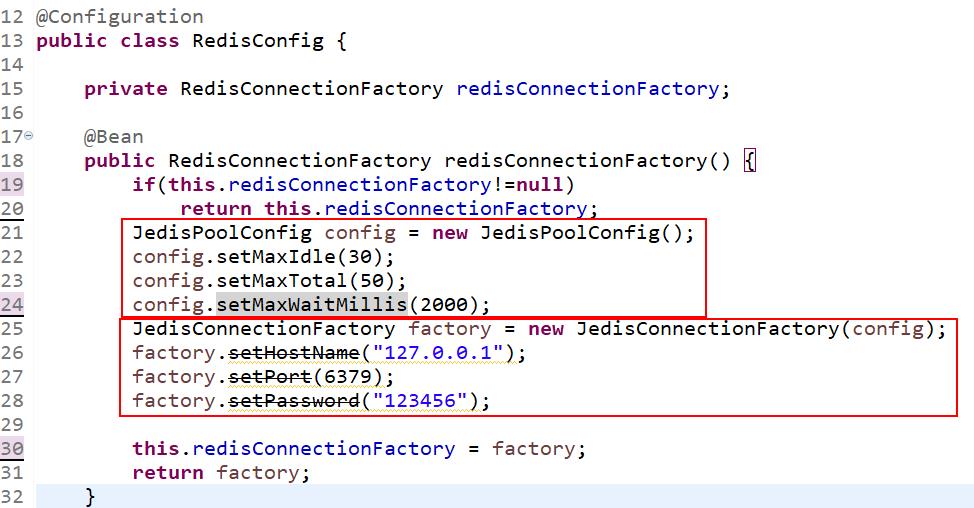 12 @Configuration
13 public class RedisConfig {
14
15     private RedisConnectionFactory redisConnectionFactory;
16
17     @Bean
18     public RedisConnectionFactory redisConnectionFactory() {
19         if(this.redisConnectionFactory!=null)
20             return this.redisConnectionFactory;
21         JedisPoolConfig config = new JedisPoolConfig();
22         config.setMaxIdle(30);
23         config.setMaxTotal(50);
24         config.setMaxWaitMillis(2000);
25         JedisConnectionFactory factory = new JedisConnectionFactory(config);
26         factory.setHostName("127.0.0.1");
27         factory.setPort(6379);
28         factory.setPassword("123456");
29
30         this.redisConnectionFactory = factory;
31         return factory;
32     }